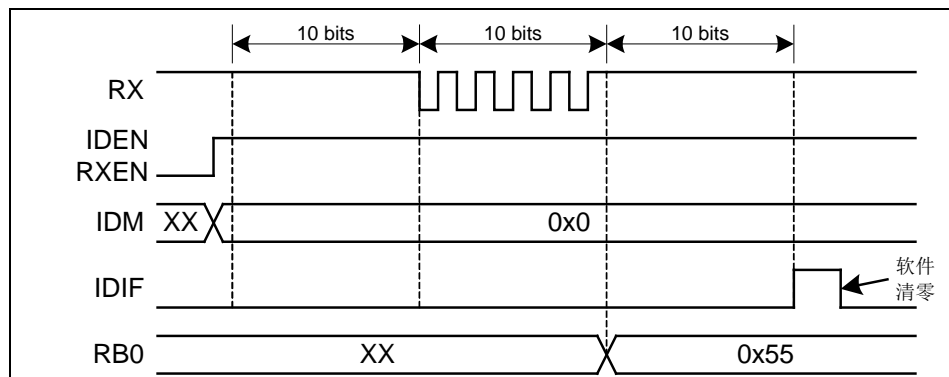 10 bits 10 bits 10 bits
RX
IDEN
RXEN
IDM XX 0x0
IDIF 软件
清零
RB0 XX 0x55